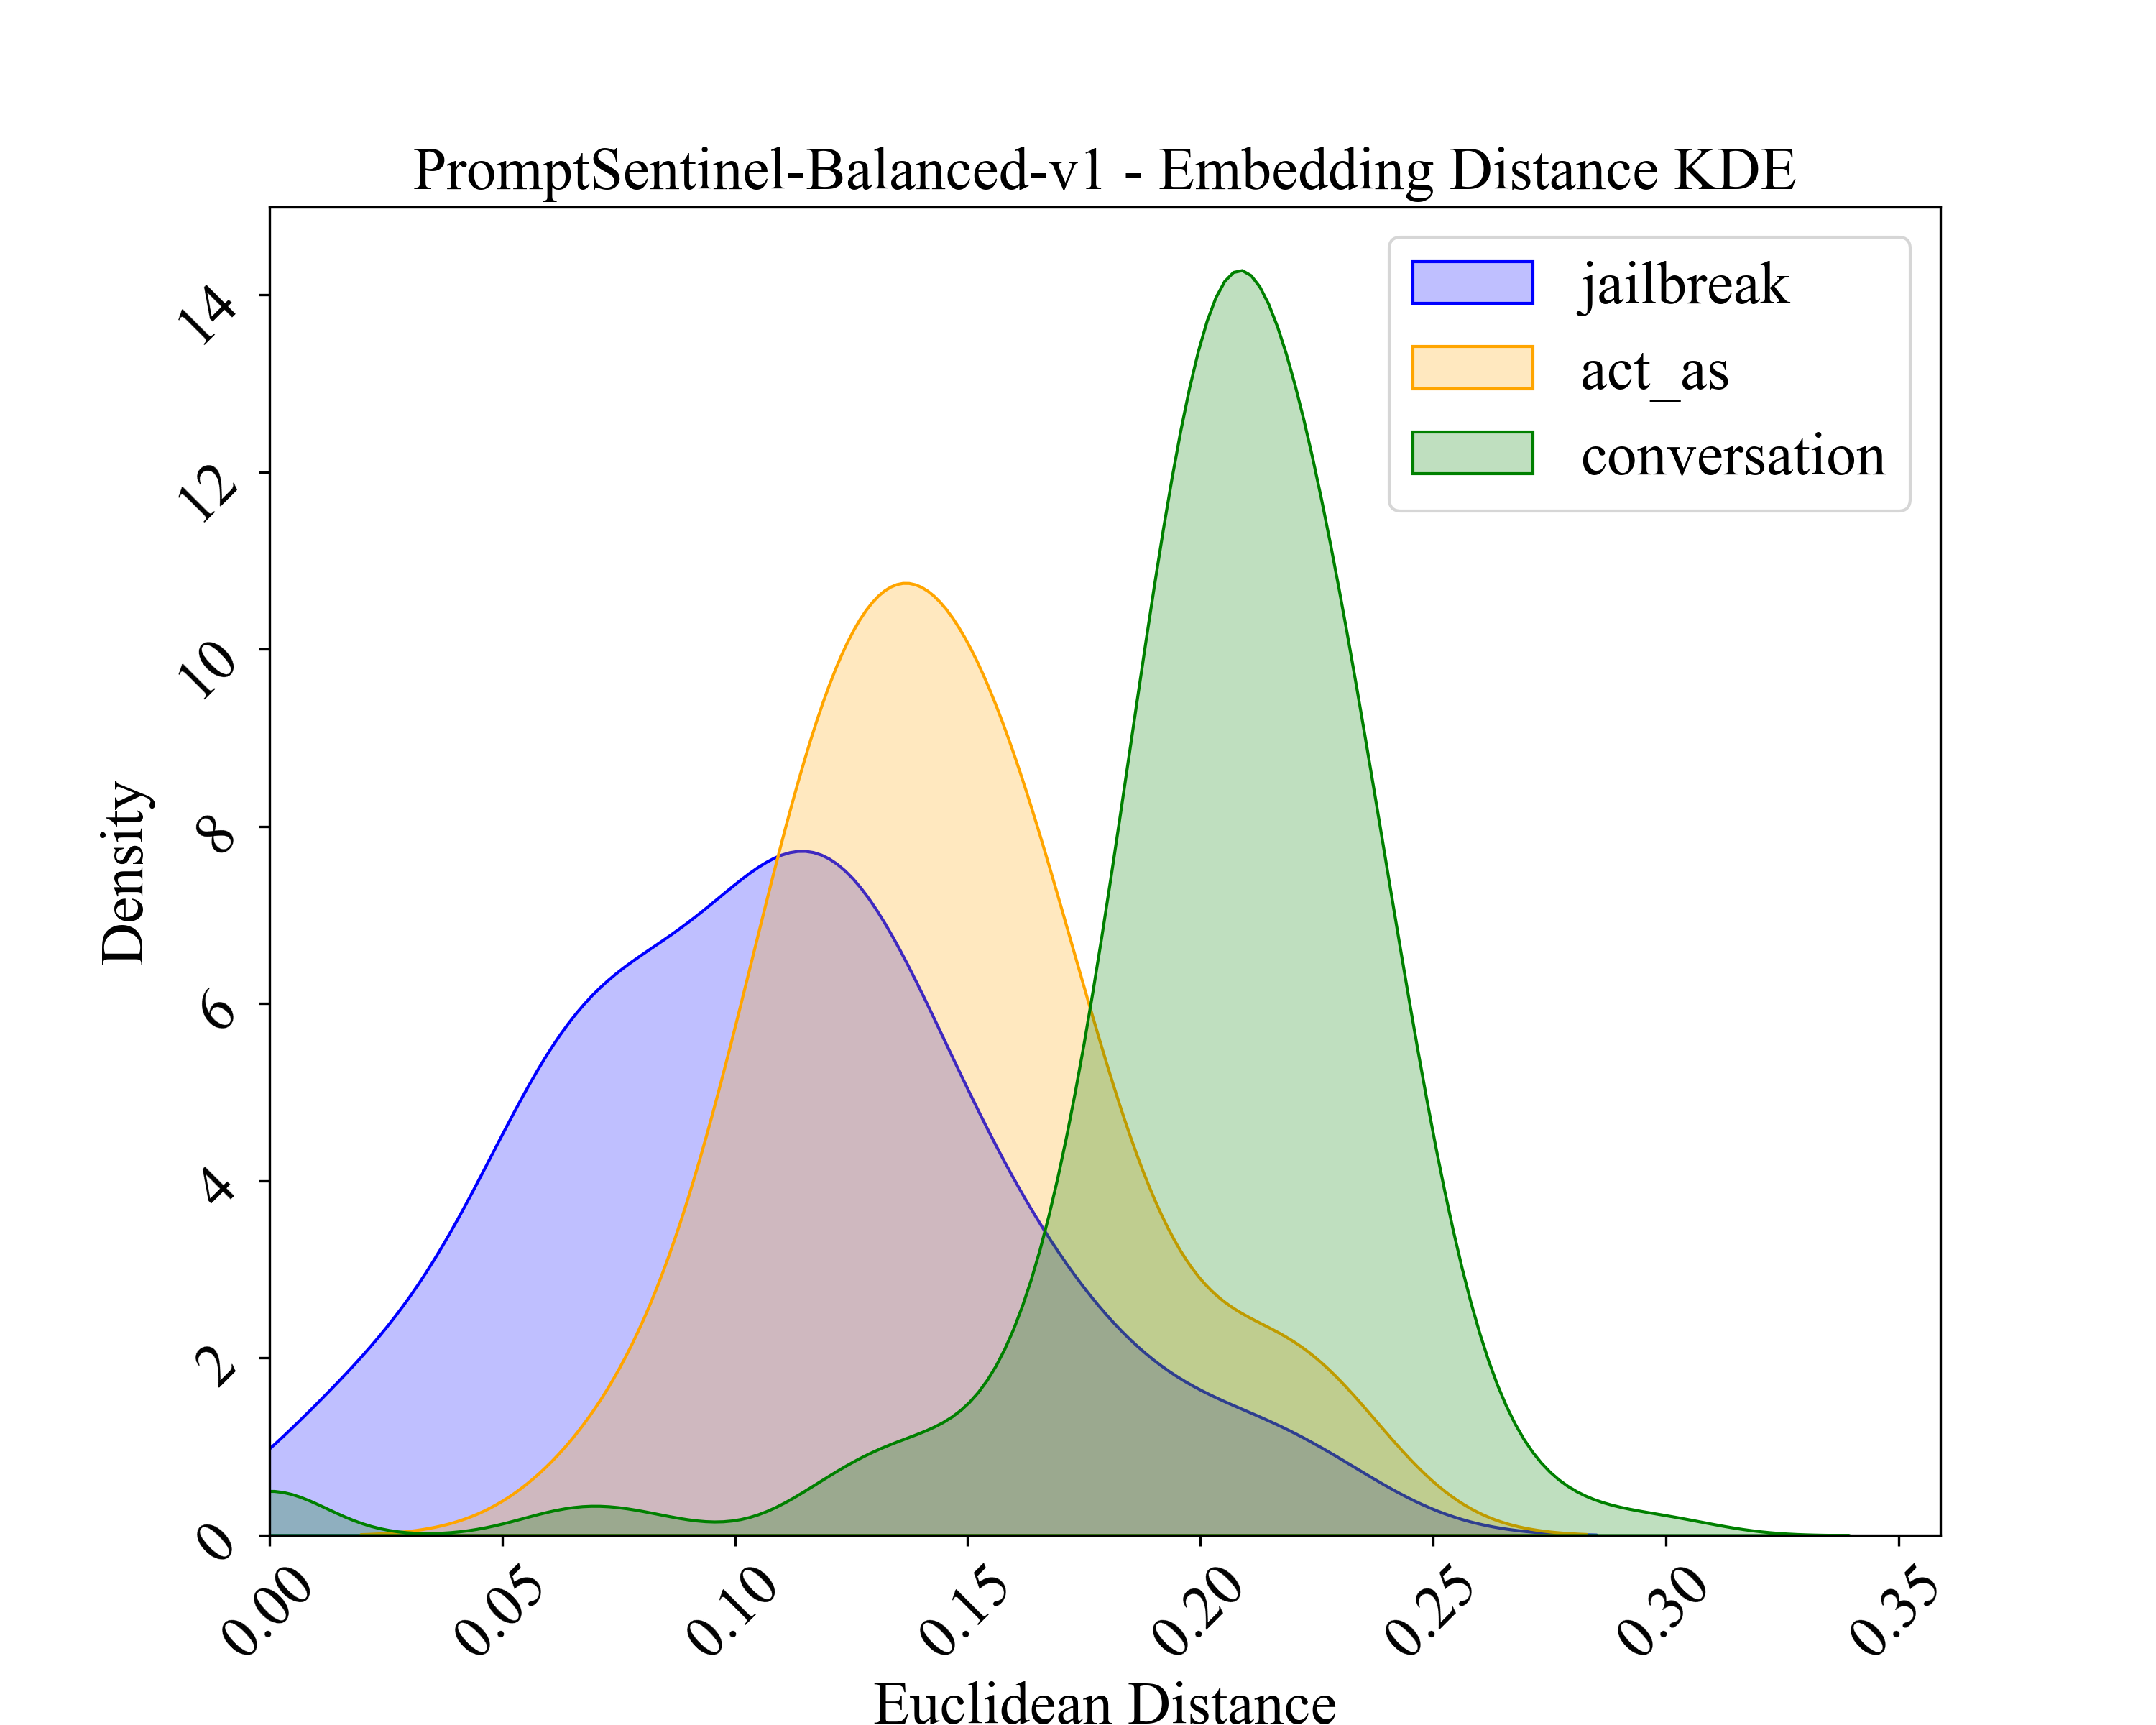 PromptSentinel-Balanced-v1 - Embedding Distance KDE
jailbreak
act_as
conversation
Density
14
12
10
8
6
4
2
0
0.00 0.05 0.10 0.15 0.20 0.25 0.30 0.35
Euclidean Distance